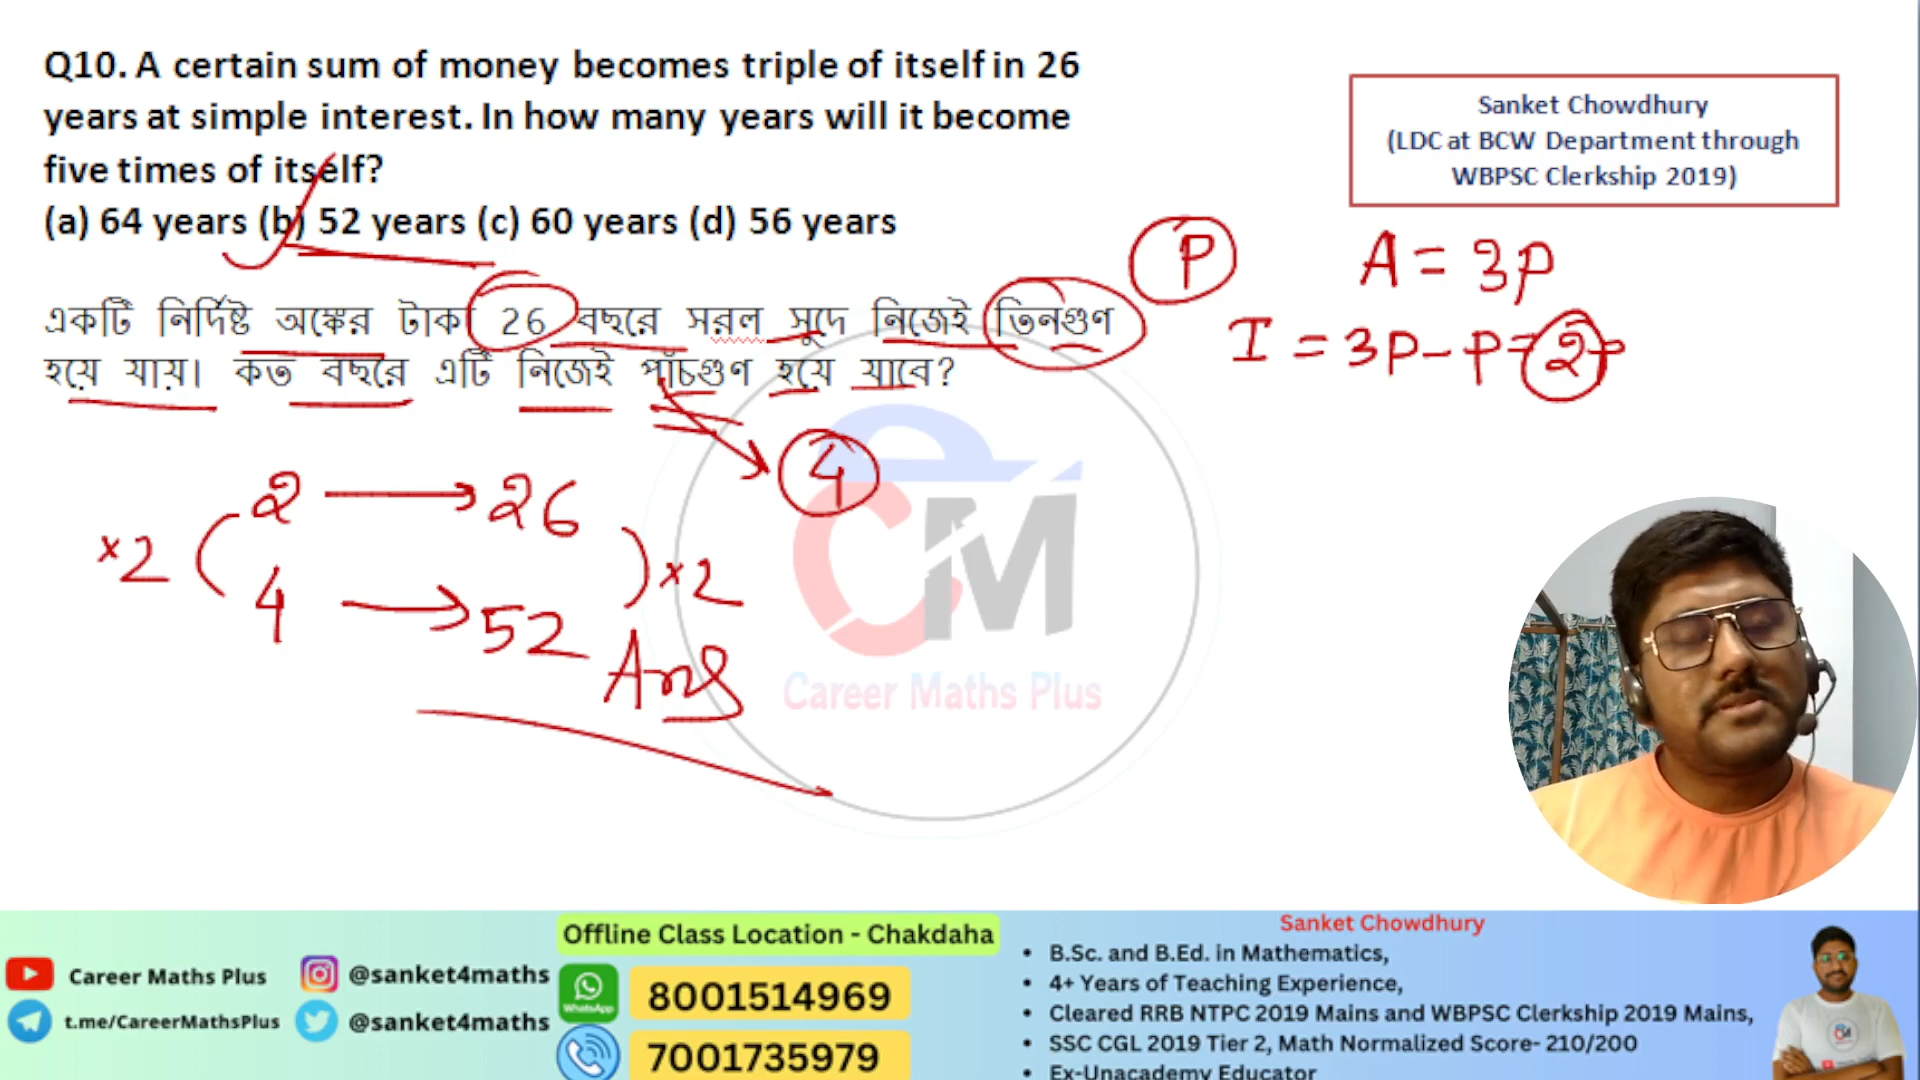 Q10. A certain sum of money becomes triple of itself in 26
years at simple interest. In how many years will it become
five times of itself?
(a) 64 years (b) 52 years (c) 60 years (d) 56 years
একটি নির্দিষ্ট অঙ্কের টাকা 26 বছরে সরল সুদে নিজেই তিনগুণ
হয়ে যায়। কত বছরে এটি নিজেই পাঁচগুণ হয়ে যাবে?
Sanket Chowdhury
(LDC at BCW Department through
WBPSC Clerkship 2019)
P
A = 3P
I = 3P - P = 2P
4
2 → 26
×2 ( ) ×2
4 → 52 Ans
CM
Career Maths Plus
Offline Class Location - Chakdaha
Career Maths Plus
@sanket4maths
t.me/CareerMathsPlus
@sanket4maths
WhatsApp
8001514969
7001735979
Sanket Chowdhury
• B.Sc. and B.Ed. in Mathematics,
• 4+ Years of Teaching Experience,
• Cleared RRB NTPC 2019 Mains and WBPSC Clerkship 2019 Mains,
• SSC CGL 2019 Tier 2, Math Normalized Score- 210/200
• Ex-Unacademy Educator